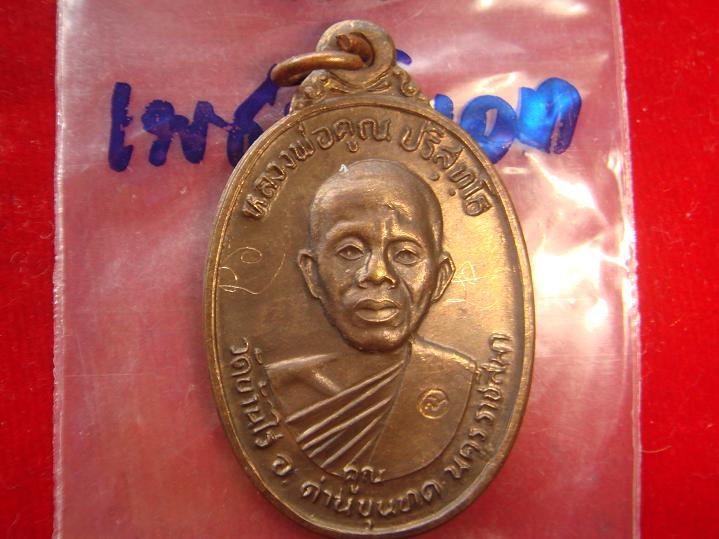 หลวงพ่อคูณ ปริสุทฺโธ
คูณ
วัดบ้านไร่ อ. ด่านขุนทด นครราชสีมา